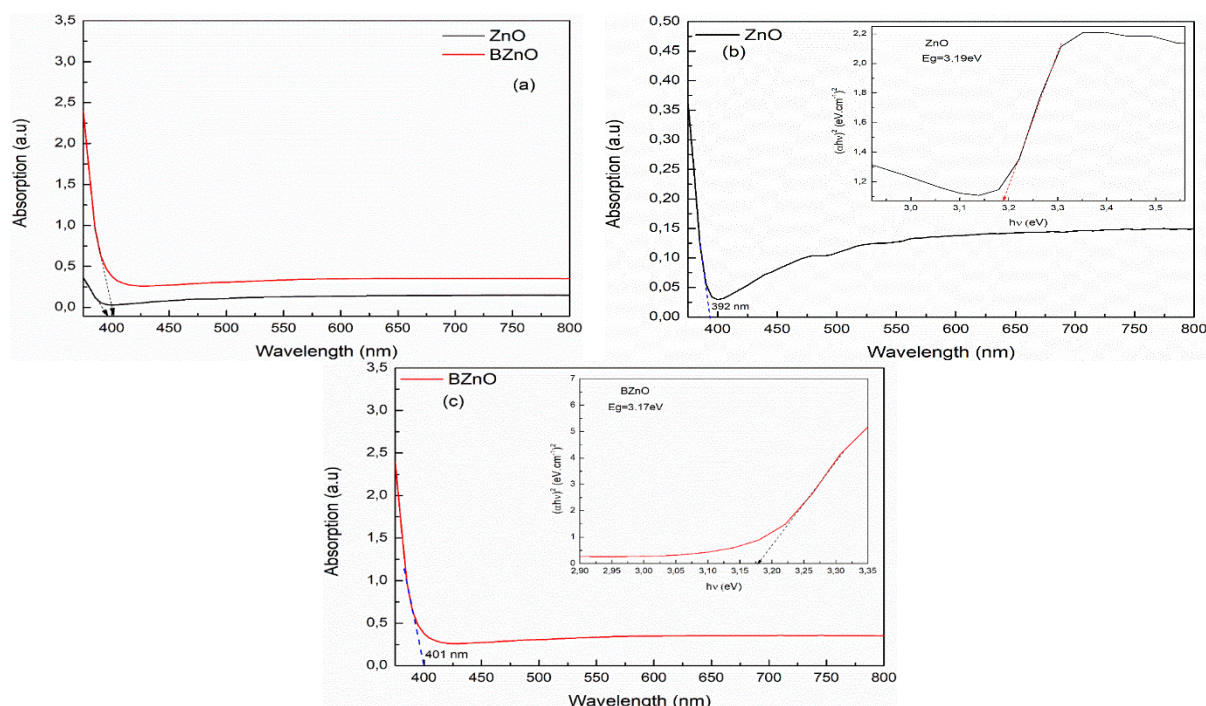 3,5
3,0
2,5
2,0
1,5
1,0
0,5
0,0
Absorption (a.u)
ZnO
BZnO
(a)
400 450 500 550 600 650 700 750 800
Wavelength (nm)
0,50
0,45
0,40
0,35
0,30
0,25
0,20
0,15
0,10
0,05
0,00
Absorption (a.u)
ZnO
(b)
392 nm
400 450 500 550 600 650 700 750 800
Wavelength (nm)
2,2
2,0
1,8
1,6
1,4
1,2
(αhν)² (eV.cm⁻¹)²
ZnO
Eg=3.19eV
3,0 3,1 3,2 3,3 3,4 3,5
hν (eV)
3,5
3,0
2,5
2,0
1,5
1,0
0,5
0,0
Absorption (a.u)
BZnO
(c)
401 nm
400 450 500 550 600 650 700 750 800
Wavelength (nm)
7
6
5
4
3
2
1
0
(αhν)² (eV.cm⁻¹)²
BZnO
Eg=3.17eV
2,90 2,95 3,00 3,05 3,10 3,15 3,20 3,25 3,30 3,35
hν (eV)